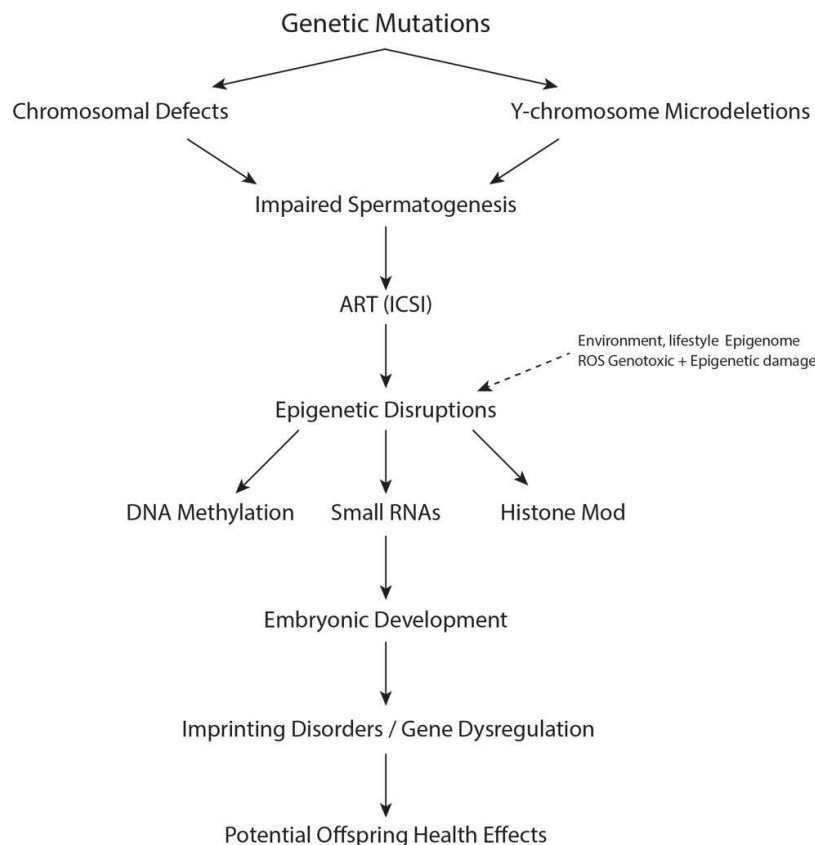 Genetic Mutations
Chromosomal Defects
Y-chromosome Microdeletions
Impaired Spermatogenesis
ART (ICSI)
Environment, lifestyle Epigenome
ROS Genotoxic + Epigenetic damage
Epigenetic Disruptions
DNA Methylation
Small RNAs
Histone Mod
Embryonic Development
Imprinting Disorders / Gene Dysregulation
Potential Offspring Health Effects